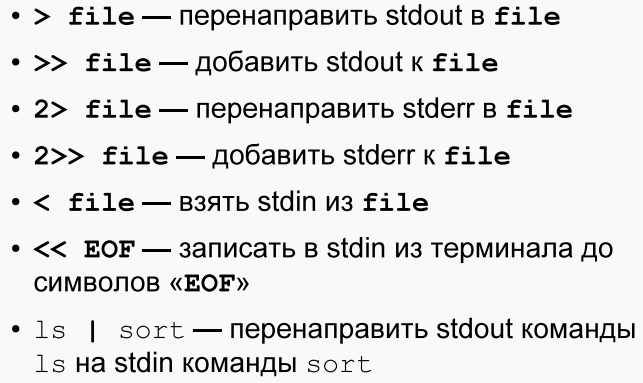 • > file — перенаправить stdout в file
• >> file — добавить stdout к file
• 2> file — перенаправить stderr в file
• 2>> file — добавить stderr к file
• < file — взять stdin из file
• << EOF — записать в stdin из терминала до
символов «EOF»
• ls | sort — перенаправить stdout команды
ls на stdin команды sort